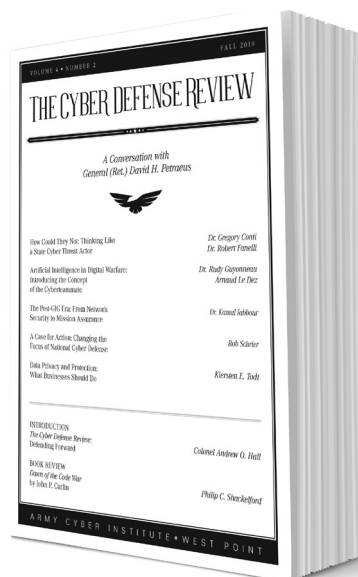 VOLUME 4 • NUMBER 2
FALL 2019
THE CYBER DEFENSE REVIEW
A Conversation with
General (Ret.) David H. Petraeus
How Could They Not: Thinking Like
a State Cyber Threat Actor
Dr. Gregory Conti
Dr. Robert Fanelli
Artificial Intelligence in Digital Warfare:
Introducing the Concept
of the Cyberteammate
Dr. Rudy Guyonneau
Arnaud Le Dez
The Post-GIG Era: From Network
Security to Mission Assurance
Dr. Kamal Jabbour
A Case for Action: Changing the
Focus of National Cyber Defense
Rob Schrier
Data Privacy and Protection:
What Businesses Should Do
Kiersten E. Todt
INTRODUCTION
The Cyber Defense Review:
Defending Forward
Colonel Andrew O. Hall
BOOK REVIEW
Dawn of the Code War
by John P. Carlin
Philip C. Shackelford
ARMY CYBER INSTITUTE • WEST POINT